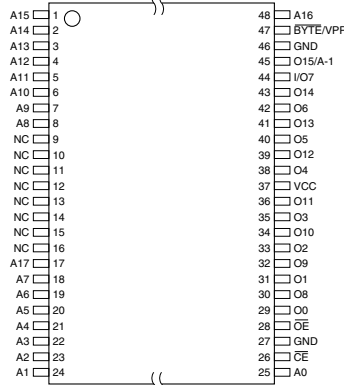 A15 1 48 A16
A14 2 47 BYTE/VPP
A13 3 46 GND
A12 4 45 O15/A-1
A11 5 44 I/O7
A10 6 43 O14
A9 7 42 O6
A8 8 41 O13
NC 9 40 O5
NC 10 39 O12
NC 11 38 O4
NC 12 37 VCC
NC 13 36 O11
NC 14 35 O3
NC 15 34 O10
NC 16 33 O2
A17 17 32 O9
A7 18 31 O1
A6 19 30 O8
A5 20 29 O0
A4 21 28 OE
A3 22 27 GND
A2 23 26 CE
A1 24 25 A0